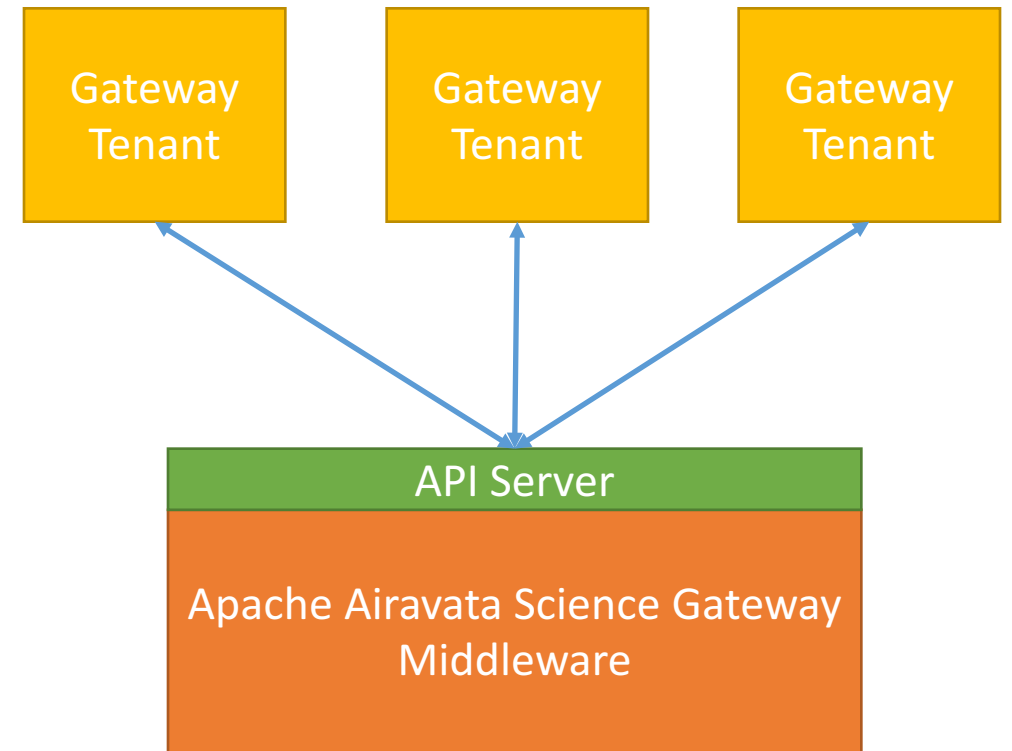 Gateway
Tenant
Gateway
Tenant
Gateway
Tenant
API Server
Apache Airavata Science Gateway
Middleware